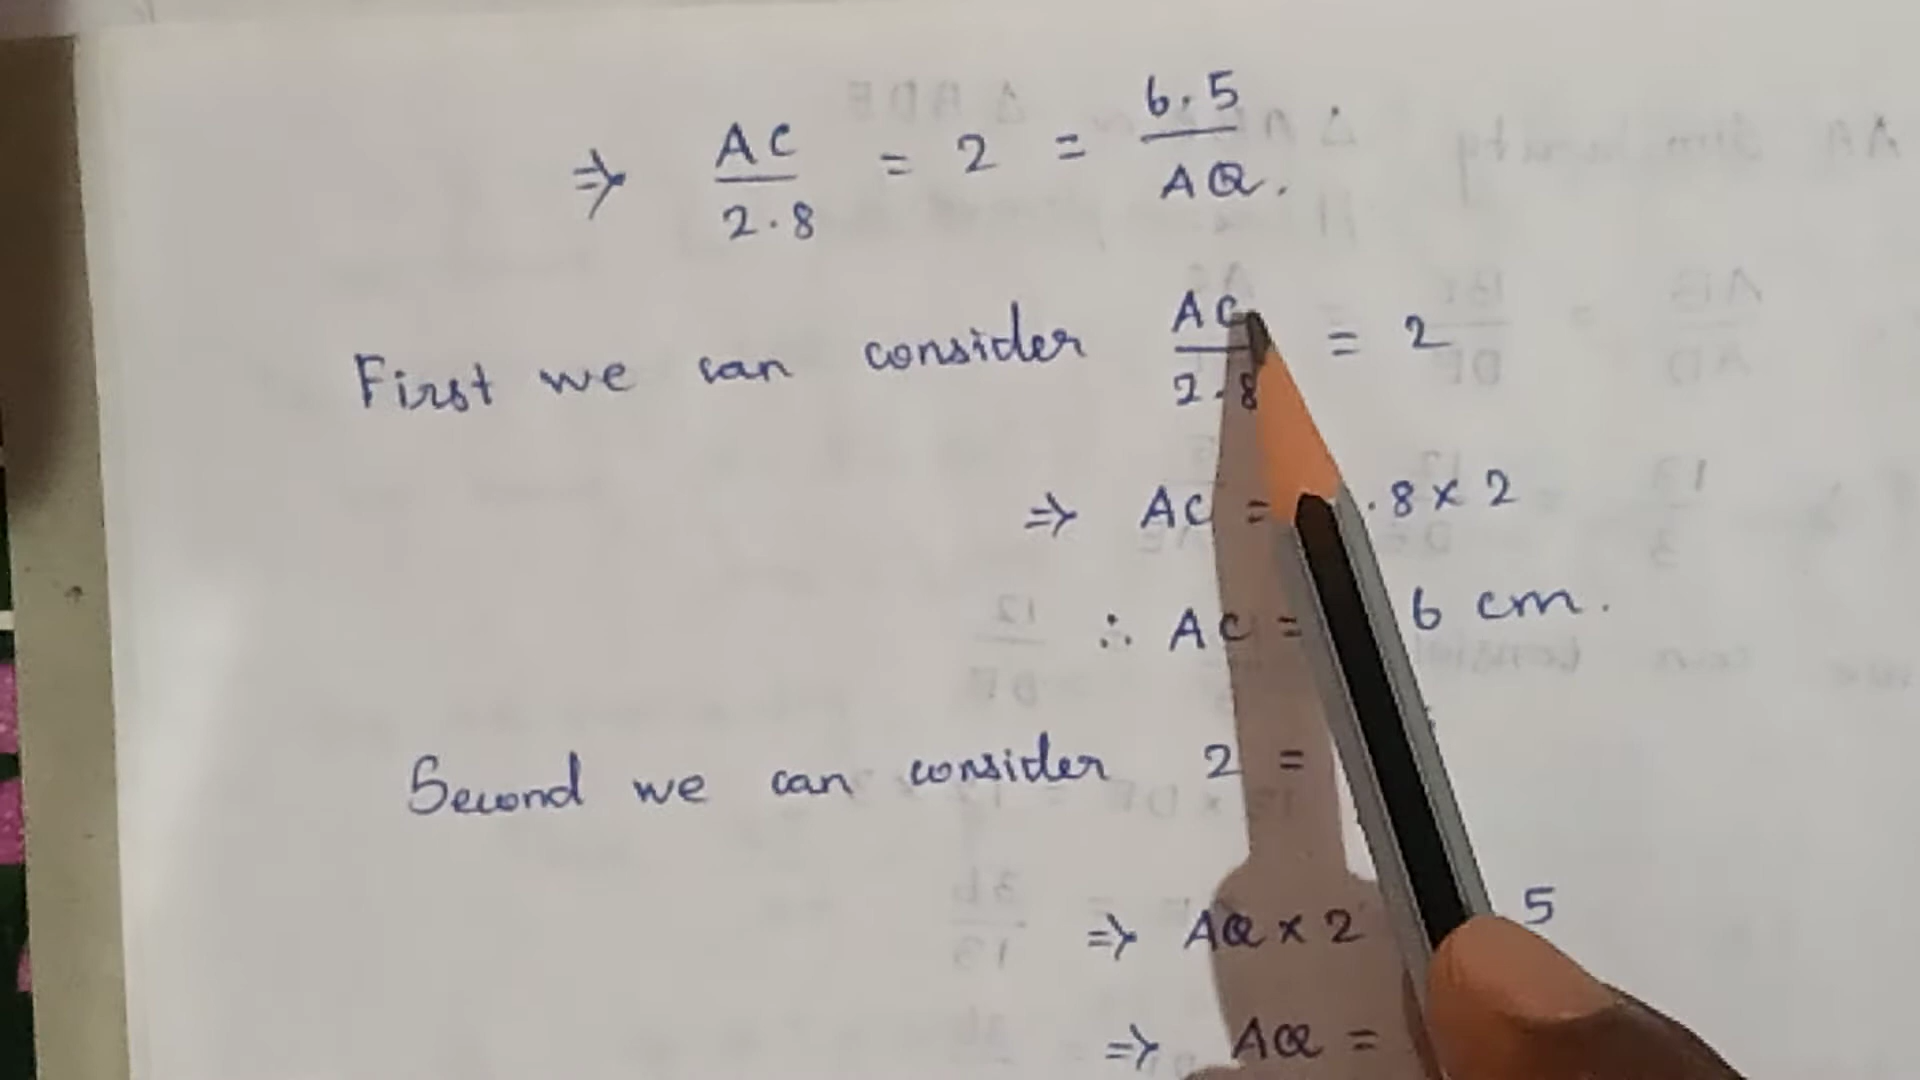 ⇒ AC/2.8 = 2 = 6.5/AQ.
First we can consider AC/2.8 = 2
⇒ AC = .8 × 2
∴ AC = 6 cm.
Second we can consider 2 =
⇒ AQ × 2 5
⇒ AQ =